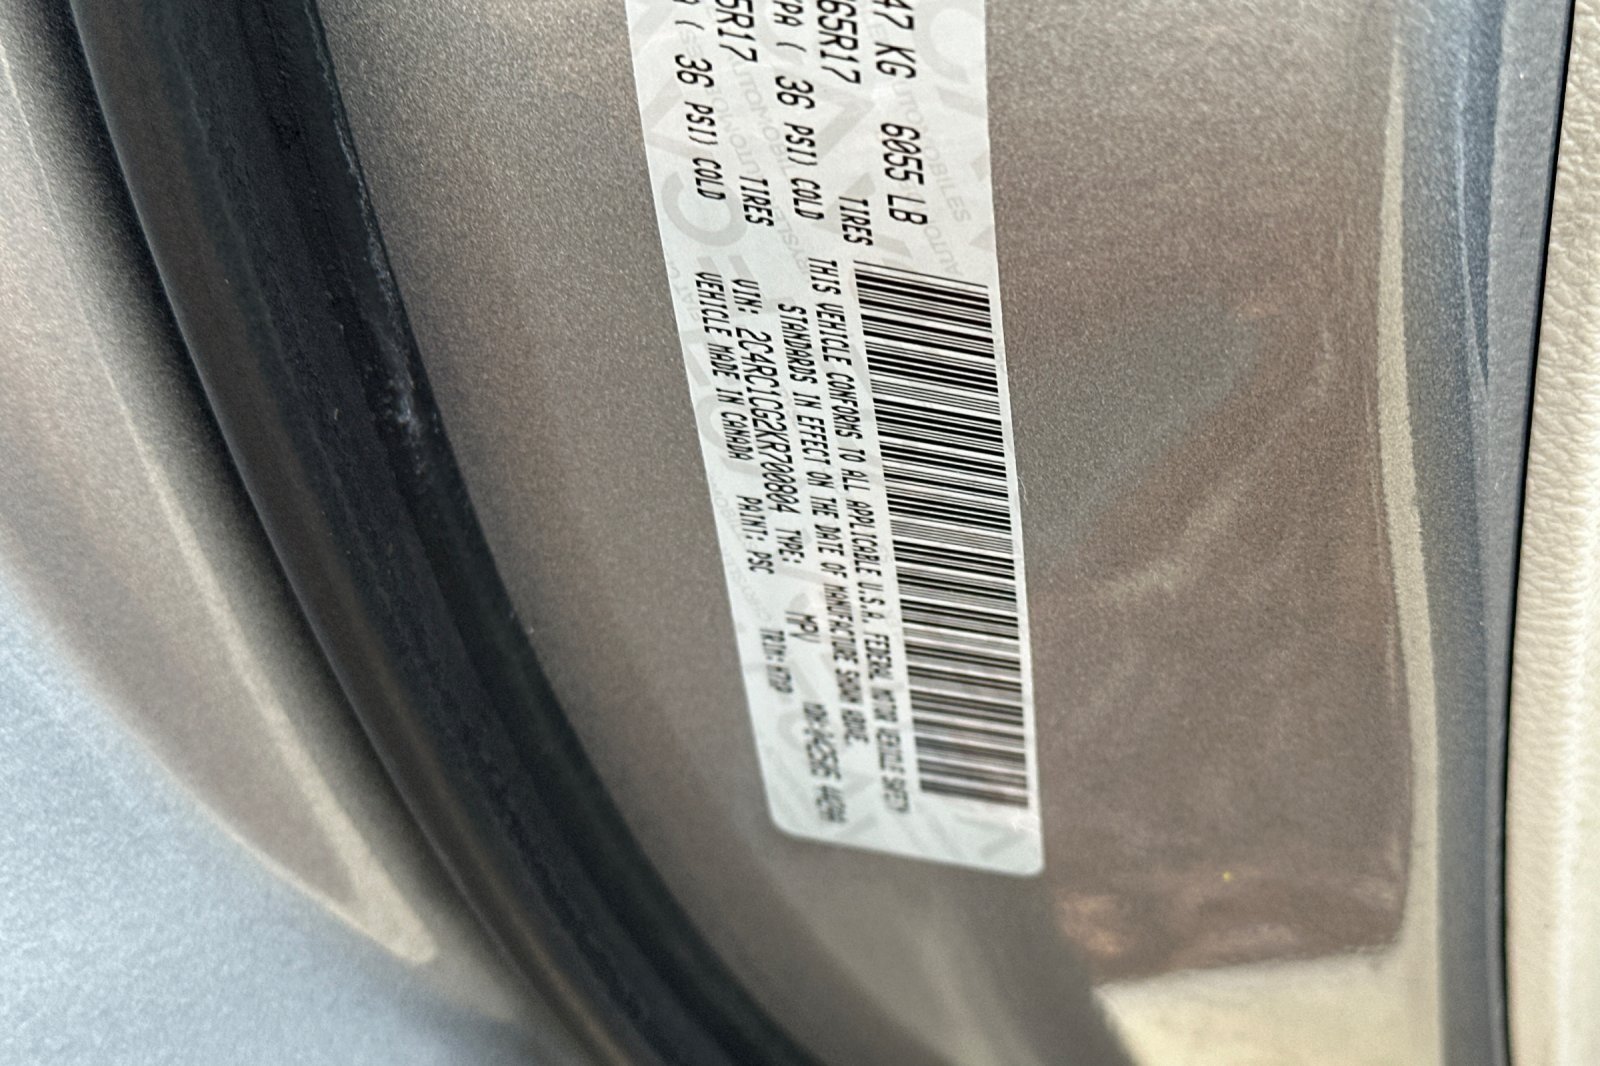 47 KG 6055 LB
65R17 TIRES
PA ( 36 PSI) COLD
5R17 TIRES
( 36 PSI) COLD
THIS VEHICLE CONFORMS TO ALL APPLICABLE U.S.A. FEDERAL MOTOR VEHICLE SAFETY
STANDARDS IN EFFECT ON THE DATE OF MANUFACTURE SHOWN ABOVE.
VIN: 2C4RC1CG2KR700804 TYPE: MPV
VEHICLE MADE IN CANADA PAINT: PSC TRIM: